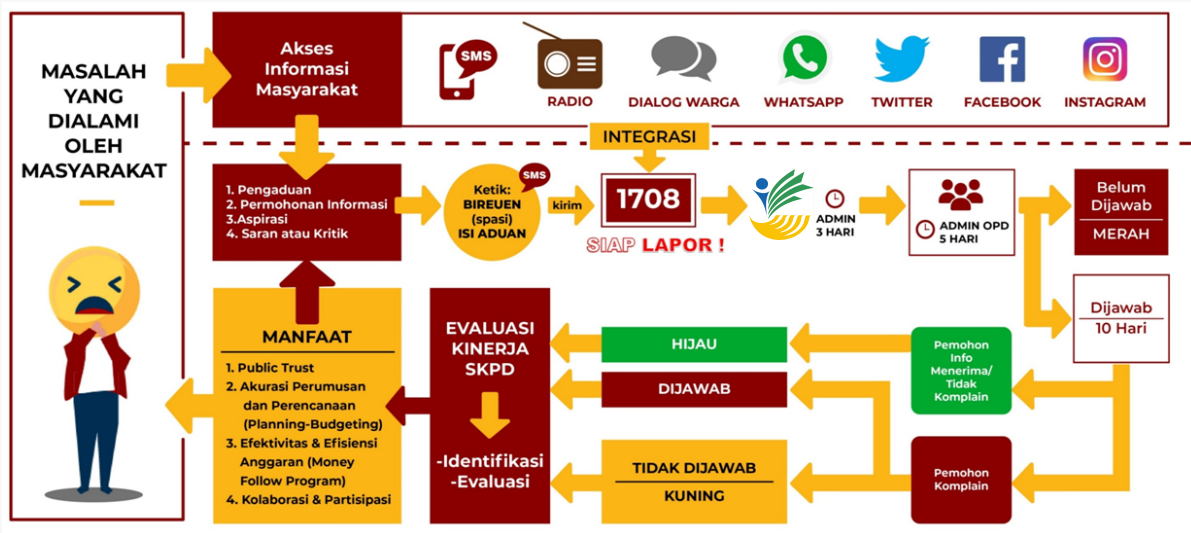 MASALAH
YANG
DIALAMI
OLEH
MASYARAKAT
Akses
Informasi
Masyarakat
SMS
RADIO
DIALOG WARGA
WHATSAPP
TWITTER
FACEBOOK
INSTAGRAM
INTEGRASI
1. Pengaduan
2. Permohonan Informasi
3.Aspirasi
4. Saran atau Kritik
SMS
Ketik:
BIREUEN
(spasi)
ISI ADUAN
kirim
1708
SIAP LAPOR !
ADMIN
3 HARI
ADMIN OPD
5 HARI
Belum
Dijawab
MERAH
Dijawab
10 Hari
Pemohon
Info
Menerima/
Tidak
Komplain
Pemohon
Komplain
HIJAU
DIJAWAB
TIDAK DIJAWAB
KUNING
EVALUASI
KINERJA
SKPD
-Identifikasi
-Evaluasi
MANFAAT
1. Public Trust
2. Akurasi Perumusan
dan Perencanaan
(Planning-Budgeting)
3. Efektivitas & Efisiensi
Anggaran (Money
Follow Program)
4. Kolaborasi & Partisipasi